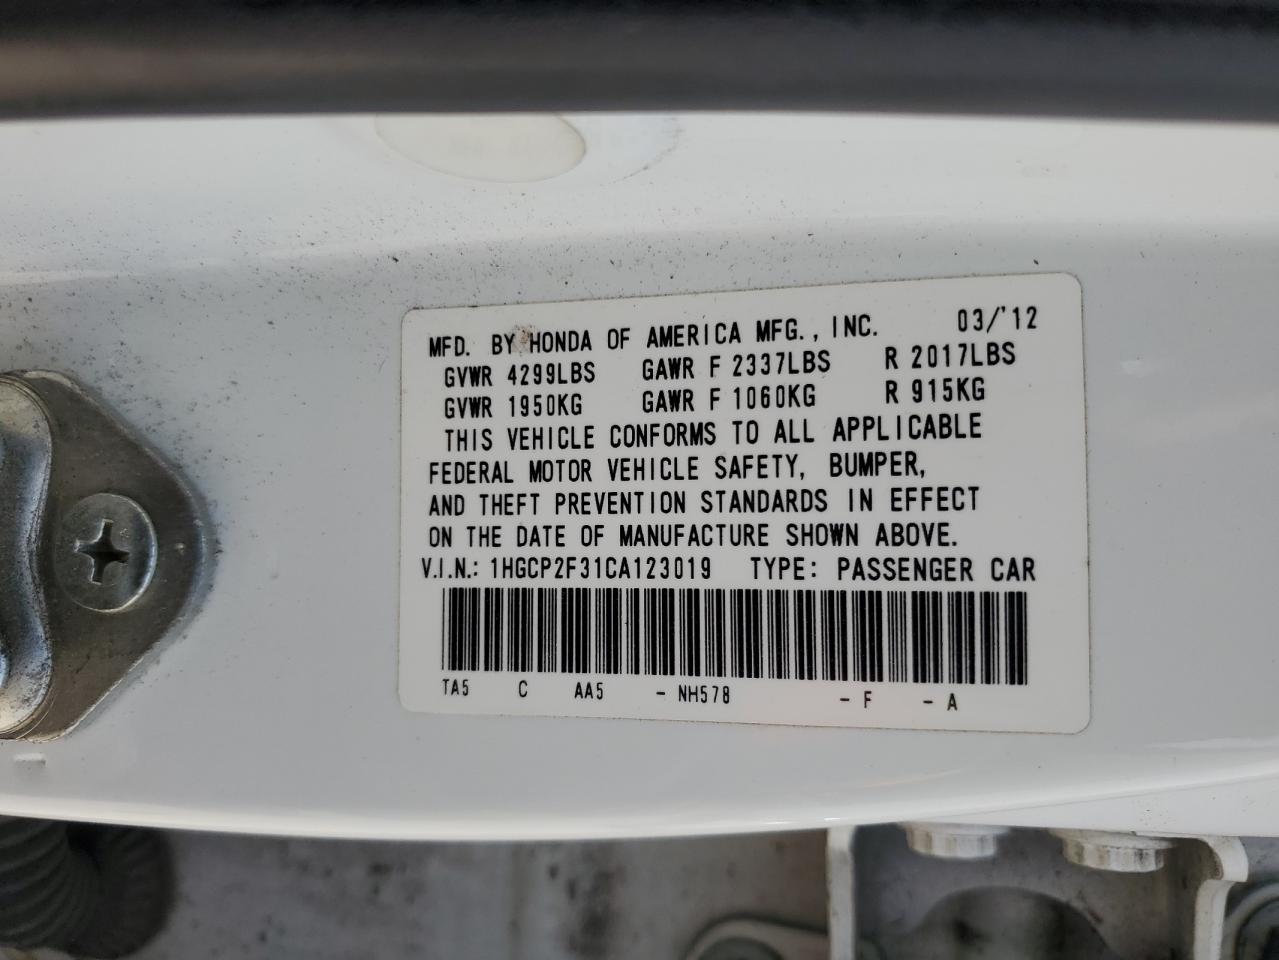 MFD. BY HONDA OF AMERICA MFG., INC. 03/'12
GVWR 4299LBS GAWR F 2337LBS R 2017LBS
GVWR 1950KG GAWR F 1060KG R 915KG
THIS VEHICLE CONFORMS TO ALL APPLICABLE
FEDERAL MOTOR VEHICLE SAFETY, BUMPER,
AND THEFT PREVENTION STANDARDS IN EFFECT
ON THE DATE OF MANUFACTURE SHOWN ABOVE.
V.I.N.: 1HGCP2F31CA123019 TYPE: PASSENGER CAR
TA5 C AA5 - NH578 - F - A